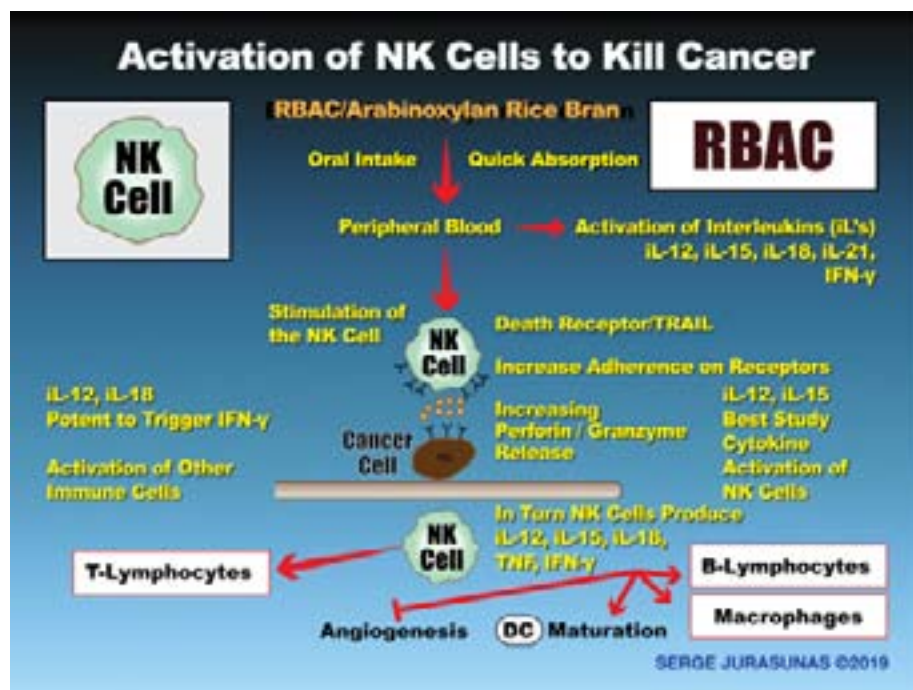 Activation of NK Cells to Kill Cancer
NK
Cell
RBAC/Arabinoxylan Rice Bran
RBAC
Oral Intake
Quick Absorption
Peripheral Blood
Activation of Interleukins (iL's)
iL-12, iL-15, iL-18, iL-21,
IFN-γ
Stimulation of
the NK Cell
NK
Cell
Death Receptor/TRAIL
Increase Adherence on Receptors
iL-12, iL-18
Potent to Trigger IFN-γ
Activation of Other
Immune Cells
Cancer
Cell
Increasing
Perforin / Granzyme
Release
iL-12, iL-15
Best Study
Cytokine
Activation of
NK Cells
NK
Cell
In Turn NK Cells Produce
iL-12, iL-15, iL-18,
TNF, IFN-γ
T-Lymphocytes
B-Lymphocytes
Macrophages
Angiogenesis
DC Maturation
SERGE JURASUNAS ©2019